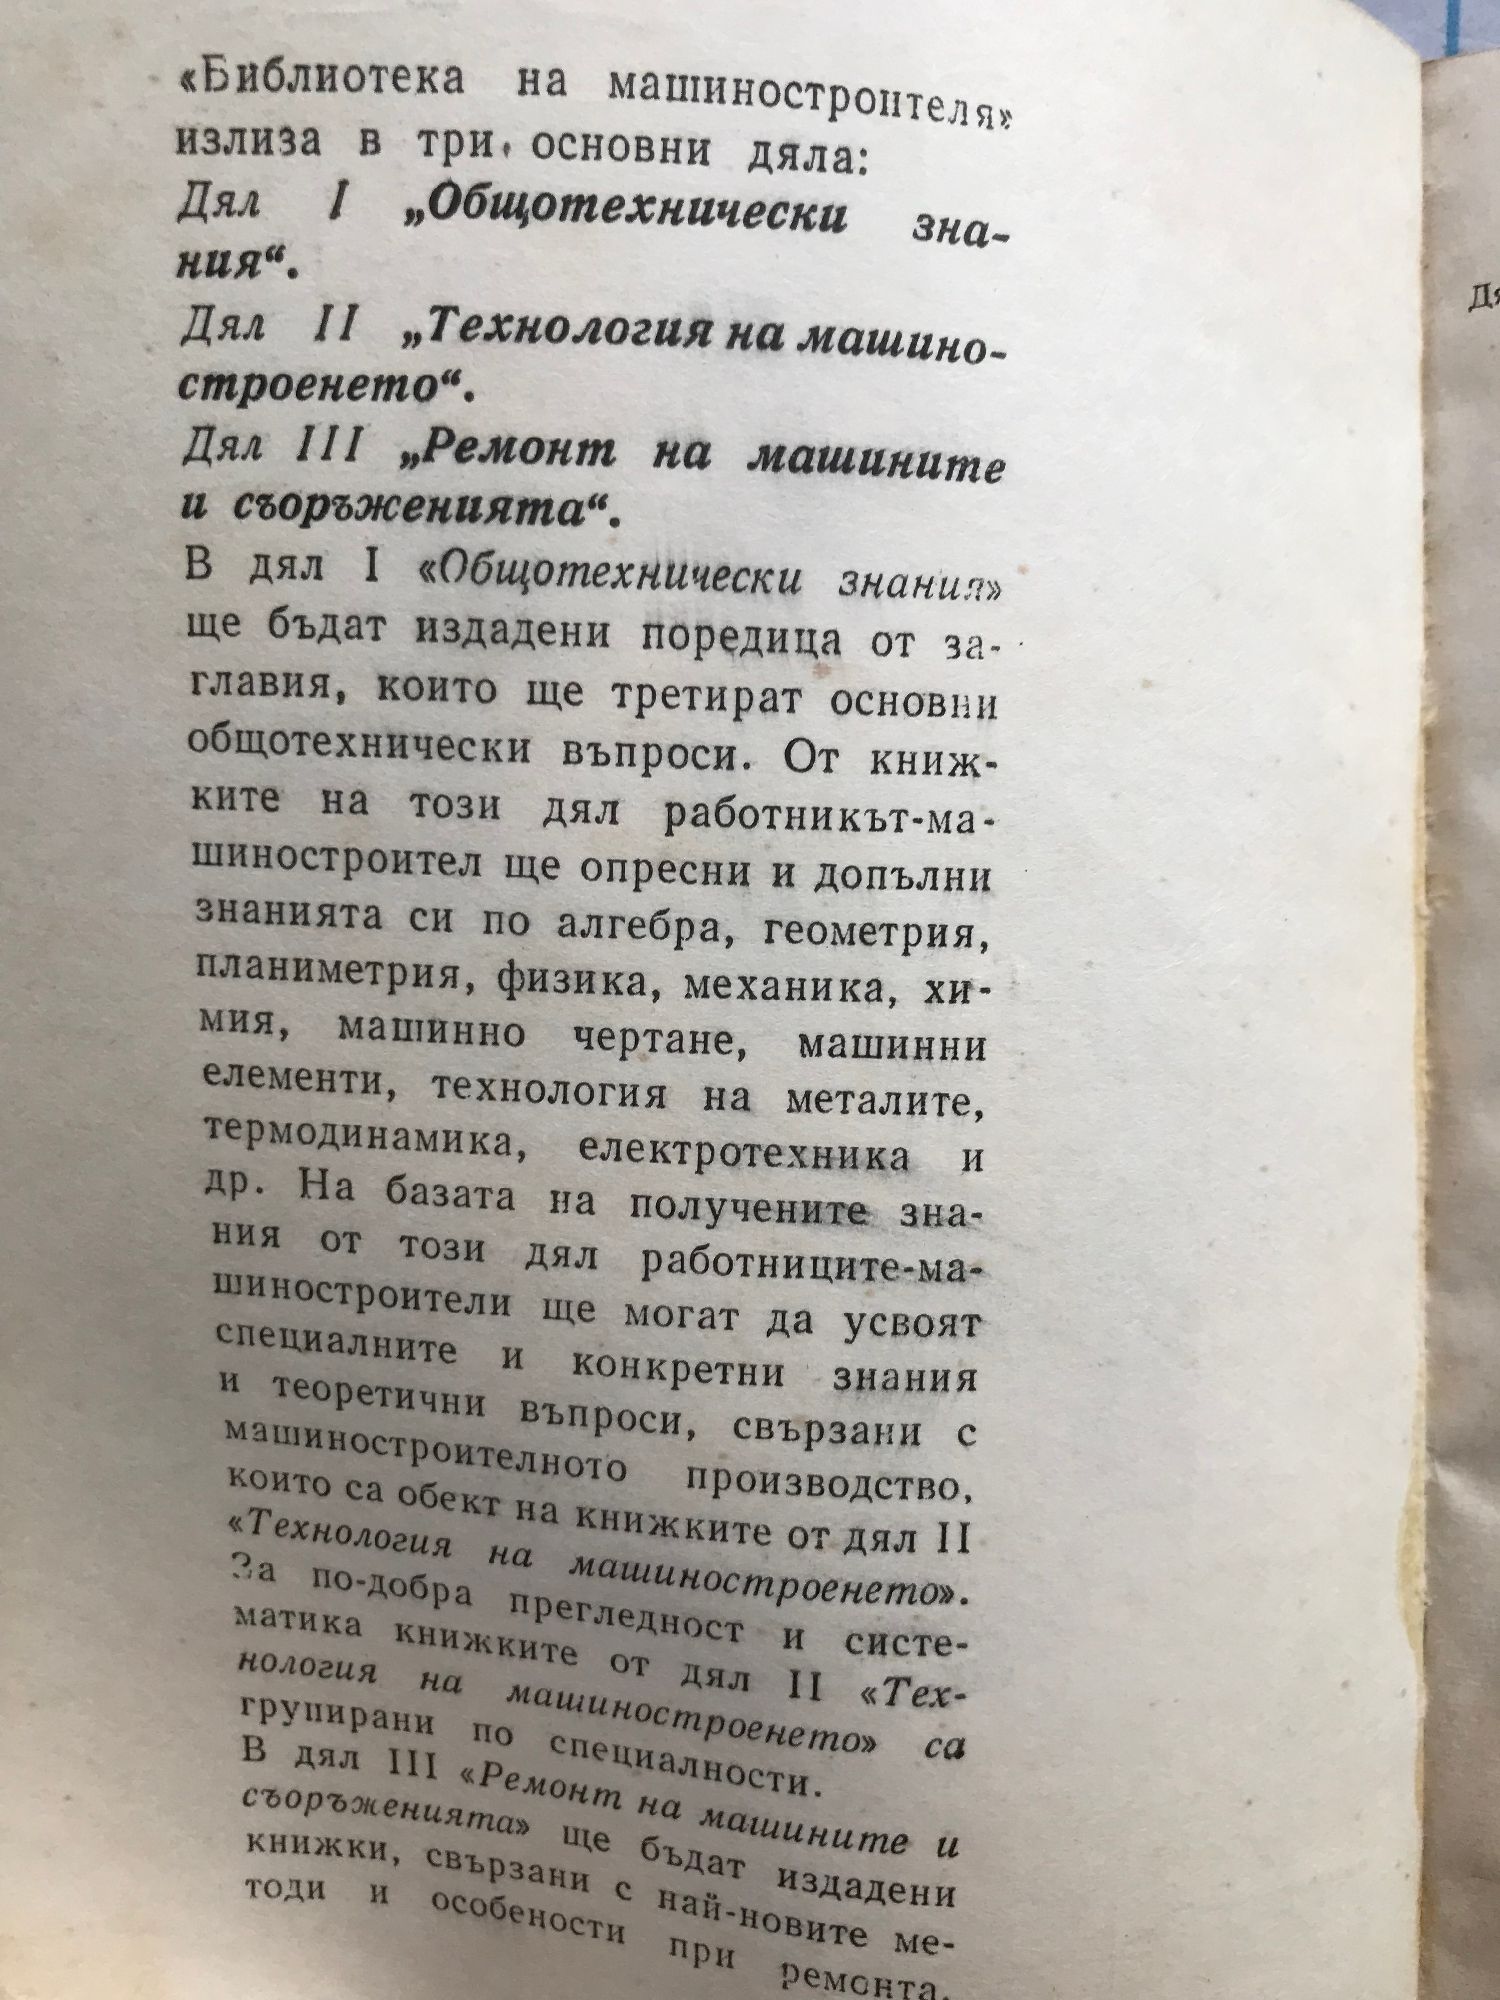 «Библиотека на машиностроителя»
излиза в три основни дяла:
Дял I „Общотехнически зна-
ния“.
Дял II „Технология на машино-
строенето“.
Дял III „Ремонт на машините
и съоръженията“.
В дял I «Общотехнически знания»
ще бъдат издадени поредица от за-
главия, които ще третират основни
общотехнически въпроси. От книж-
ките на този дял работникът-ма-
шиностроител ще опресни и допълни
знанията си по алгебра, геометрия,
планиметрия, физика, механика, хи-
мия, машинно чертане, машинни
елементи, технология на металите,
термодинамика, електротехника и
др. На базата на получените зна-
ния от този дял работниците-ма-
шиностроители ще могат да усвоят
специалните и конкретни знания
и теоретични въпроси, свързани с
машиностроителното производство,
които са обект на книжките от дял II
«Технология на машиностроенето».
За по-добра прегледност и систе-
матика книжките от дял II «Тех-
нология на машиностроенето» са
групирани по специалности.
В дял III «Ремонт на машините и
съоръженията» ще бъдат издадени
книжки, свързани с най-новите ме-
тоди и особености при ремонта.